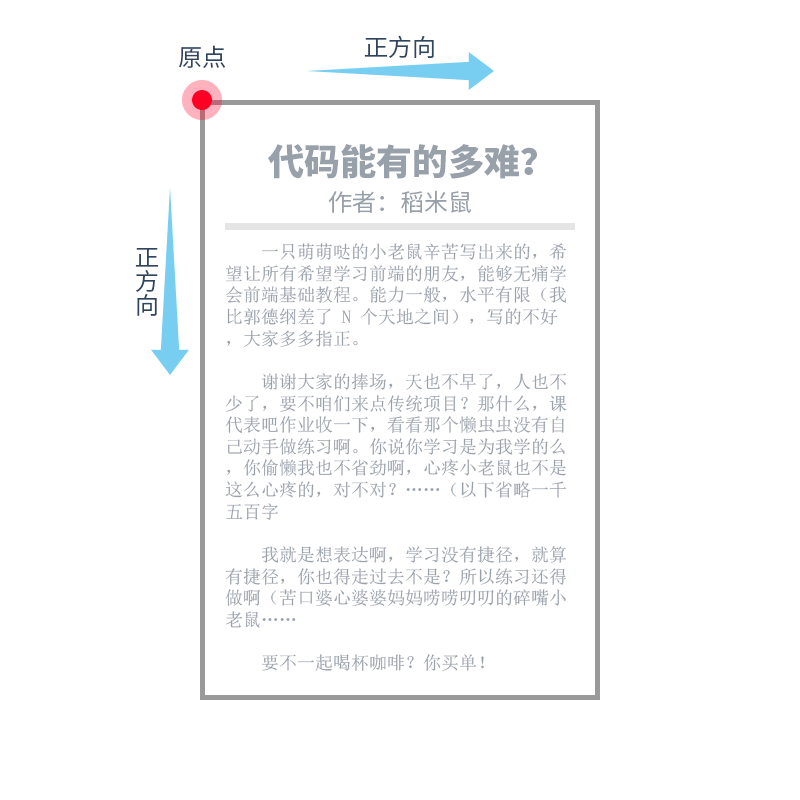 正方向
原点
代码能有的多难？
作者：稻米鼠
正方向
一只萌萌哒的小老鼠辛苦写出来的，希
望让所有希望学习前端的朋友，能够无痛学
会前端基础教程。能力一般，水平有限（我
比郭德纲差了 N 个天地之间），写的不好
，大家多多指正。
谢谢大家的捧场，天也不早了，人也不
少了，要不咱们来点传统项目？那什么，课
代表吧作业收一下，看看那个懒虫虫没有自
己动手做练习啊。你说你学习是为我学的么
，你偷懒我也不省劲啊，心疼小老鼠也不是
这么心疼的，对不对？……（以下省略一千
五百字
我就是想表达啊，学习没有捷径，就算
有捷径，你也得走过去不是？所以练习还得
做啊（苦口婆心婆婆妈妈唠唠叨叨的碎嘴小
老鼠……
要不一起喝杯咖啡？你买单！